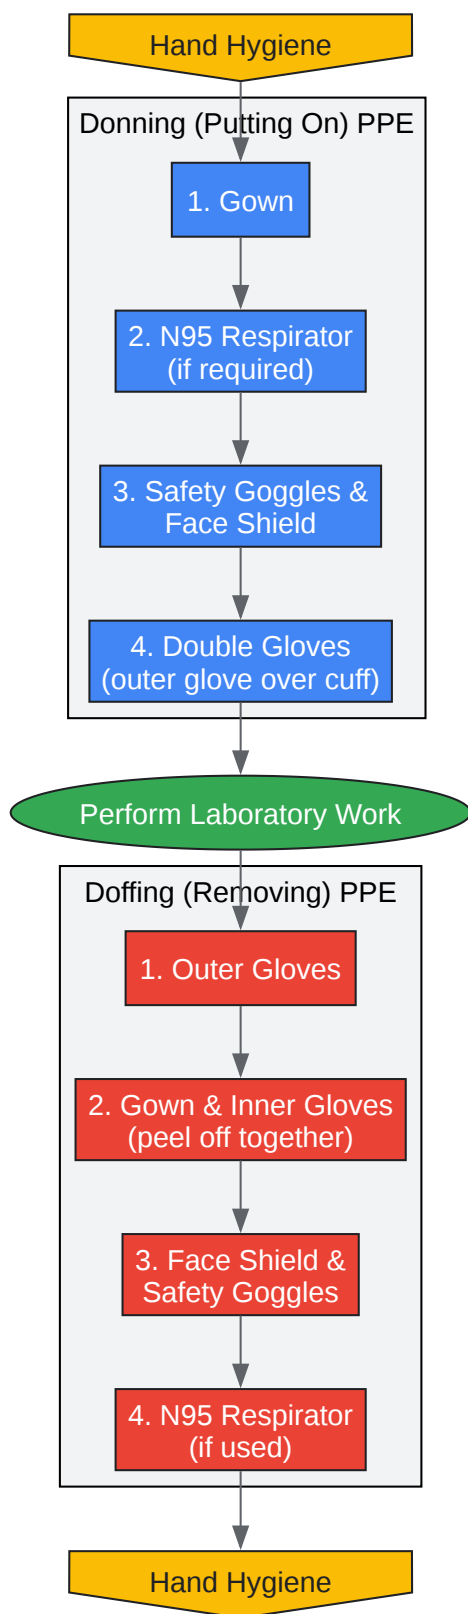 Hand Hygiene
Donning (Putting On) PPE
1. Gown
2. N95 Respirator
(if required)
3. Safety Goggles &
Face Shield
4. Double Gloves
(outer glove over cuff)
Perform Laboratory Work
Doffing (Removing) PPE
1. Outer Gloves
2. Gown & Inner Gloves
(peel off together)
3. Face Shield &
Safety Goggles
4. N95 Respirator
(if used)
Hand Hygiene